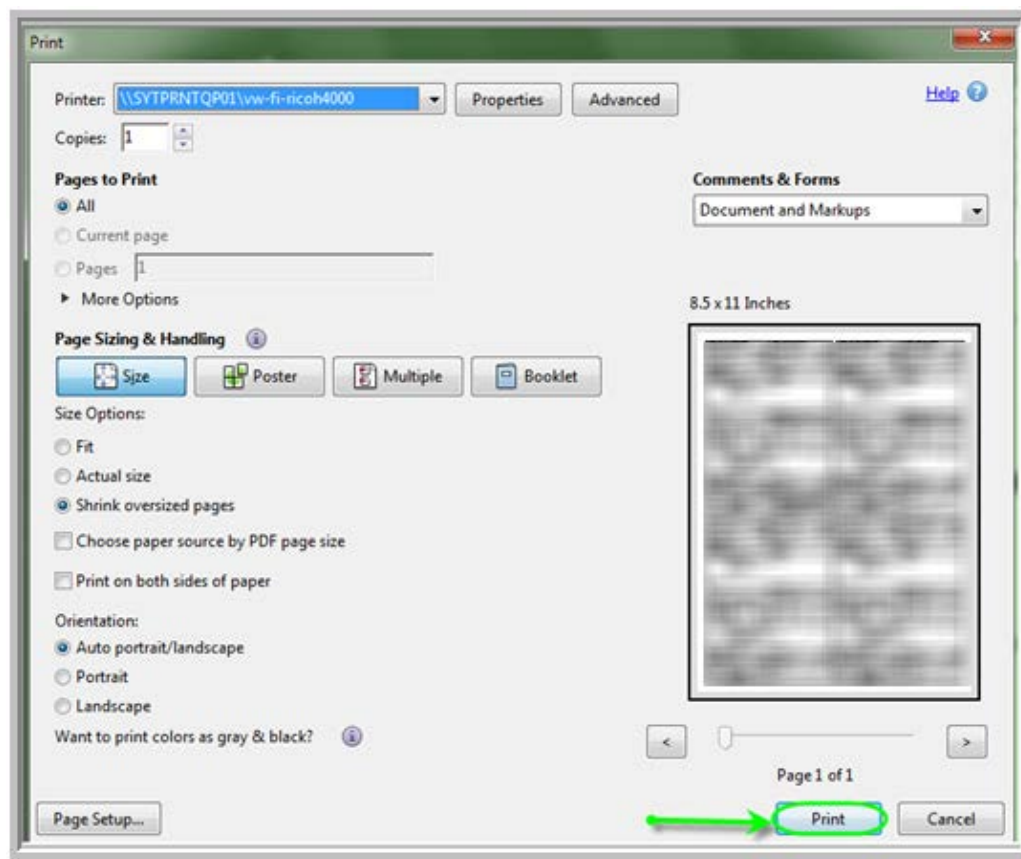 Print
Printer: \\SYTPRNTQP01\vw-fi-ricoh4000 Properties Advanced Help
Copies: 1
Pages to Print Comments & Forms
All Document and Markups
Current page
Pages 1
More Options 8.5 x 11 Inches
Page Sizing & Handling
Size Poster Multiple Booklet
Size Options:
Fit
Actual size
Shrink oversized pages
Choose paper source by PDF page size
Print on both sides of paper
Orientation:
Auto portrait/landscape
Portrait
Landscape
Want to print colors as gray & black? < >
Page 1 of 1
Page Setup... Print Cancel